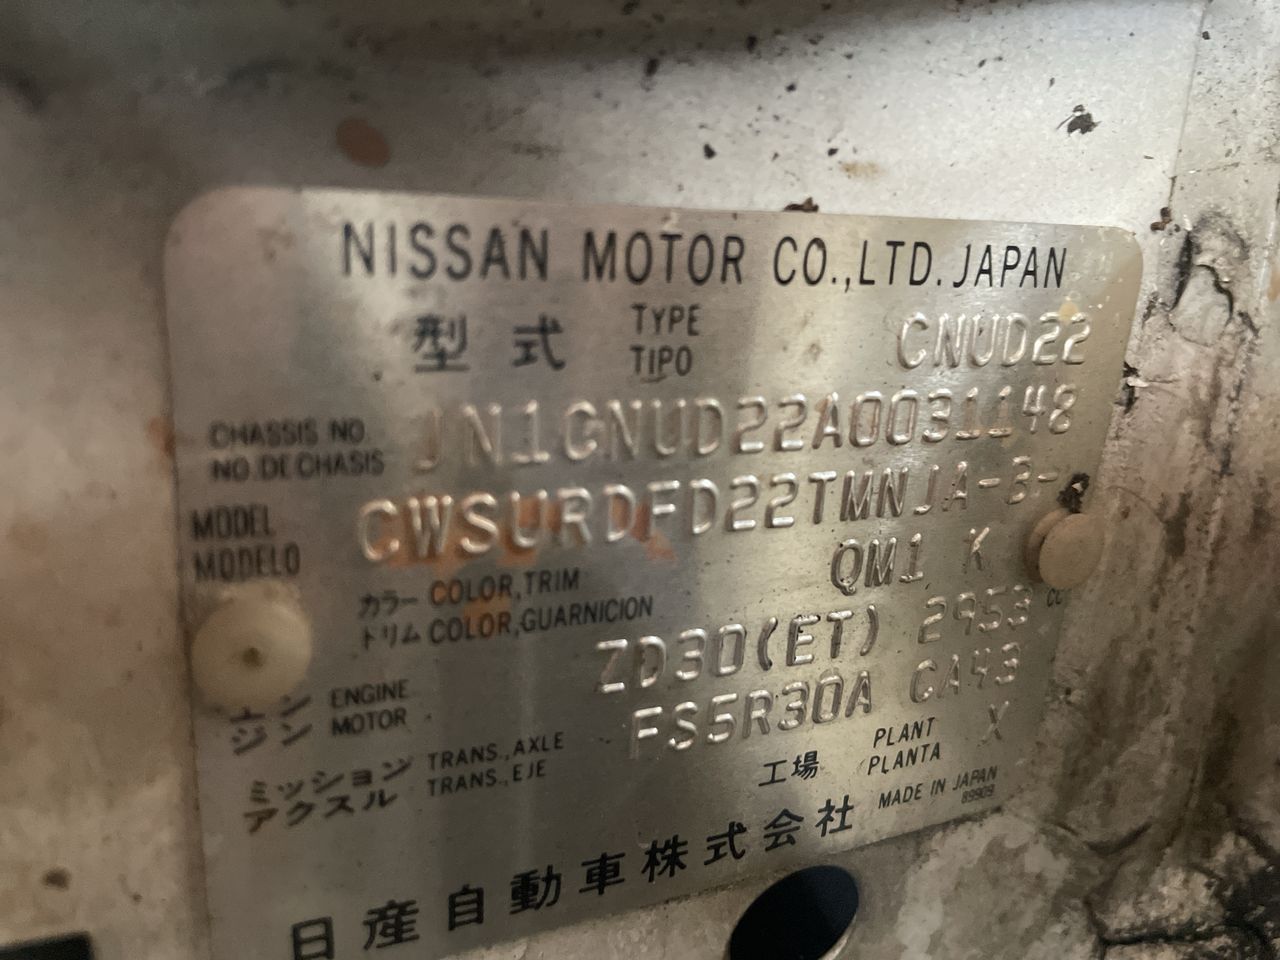 NISSAN MOTOR CO.,LTD. JAPAN
型式 TYPE TIPO CNUD22
CHASSIS NO. NO.DE CHASIS JN1CNUD22A0031148
MODEL MODELO CWSURDFD22TMNJA-3-
カラー COLOR,TRIM QM1 K
トリム COLOR,GUARNICION
エンジン ENGINE MOTOR ZD30(ET) 2953 CC
ミッション アクスル TRANS.,AXLE TRANS.,EJE FS5R30A CA43
工場 PLANT PLANTA X
日産自動車株式会社 MADE IN JAPAN
89909